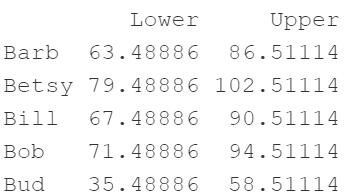 Lower Upper
Barb 63.48886 86.51114
Betsy 79.48886 102.51114
Bill 67.48886 90.51114
Bob 71.48886 94.51114
Bud 35.48886 58.51114